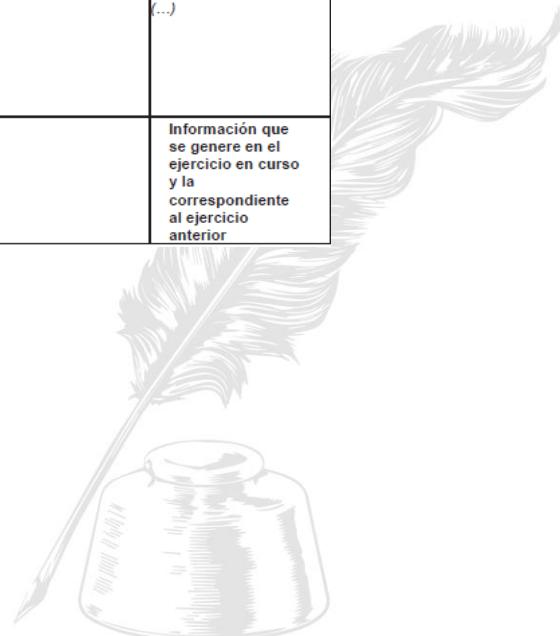 (...)
Información que
se genere en el
ejercicio en curso
y la
correspondiente
al ejercicio
anterior